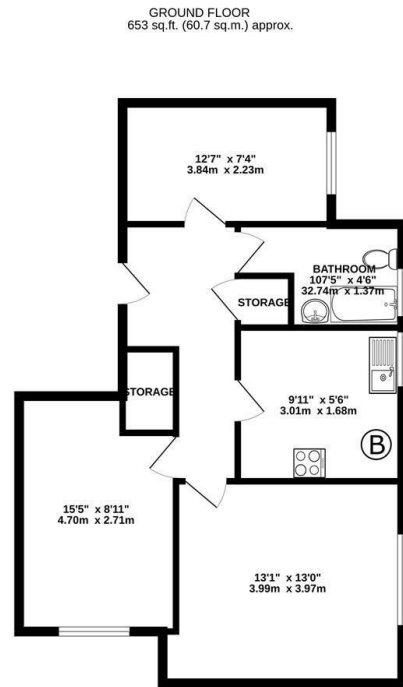 GROUND FLOOR
653 sq.ft. (60.7 sq.m.) approx.
12'7" x 7'4"
3.84m x 2.23m
BATHROOM
107'5" x 4'6"
32.74m x 1.37m
STORAGE
9'11" x 5'6"
3.01m x 1.68m
STORAGE
B
15'5" x 8'11"
4.70m x 2.71m
13'1" x 13'0"
3.99m x 3.97m